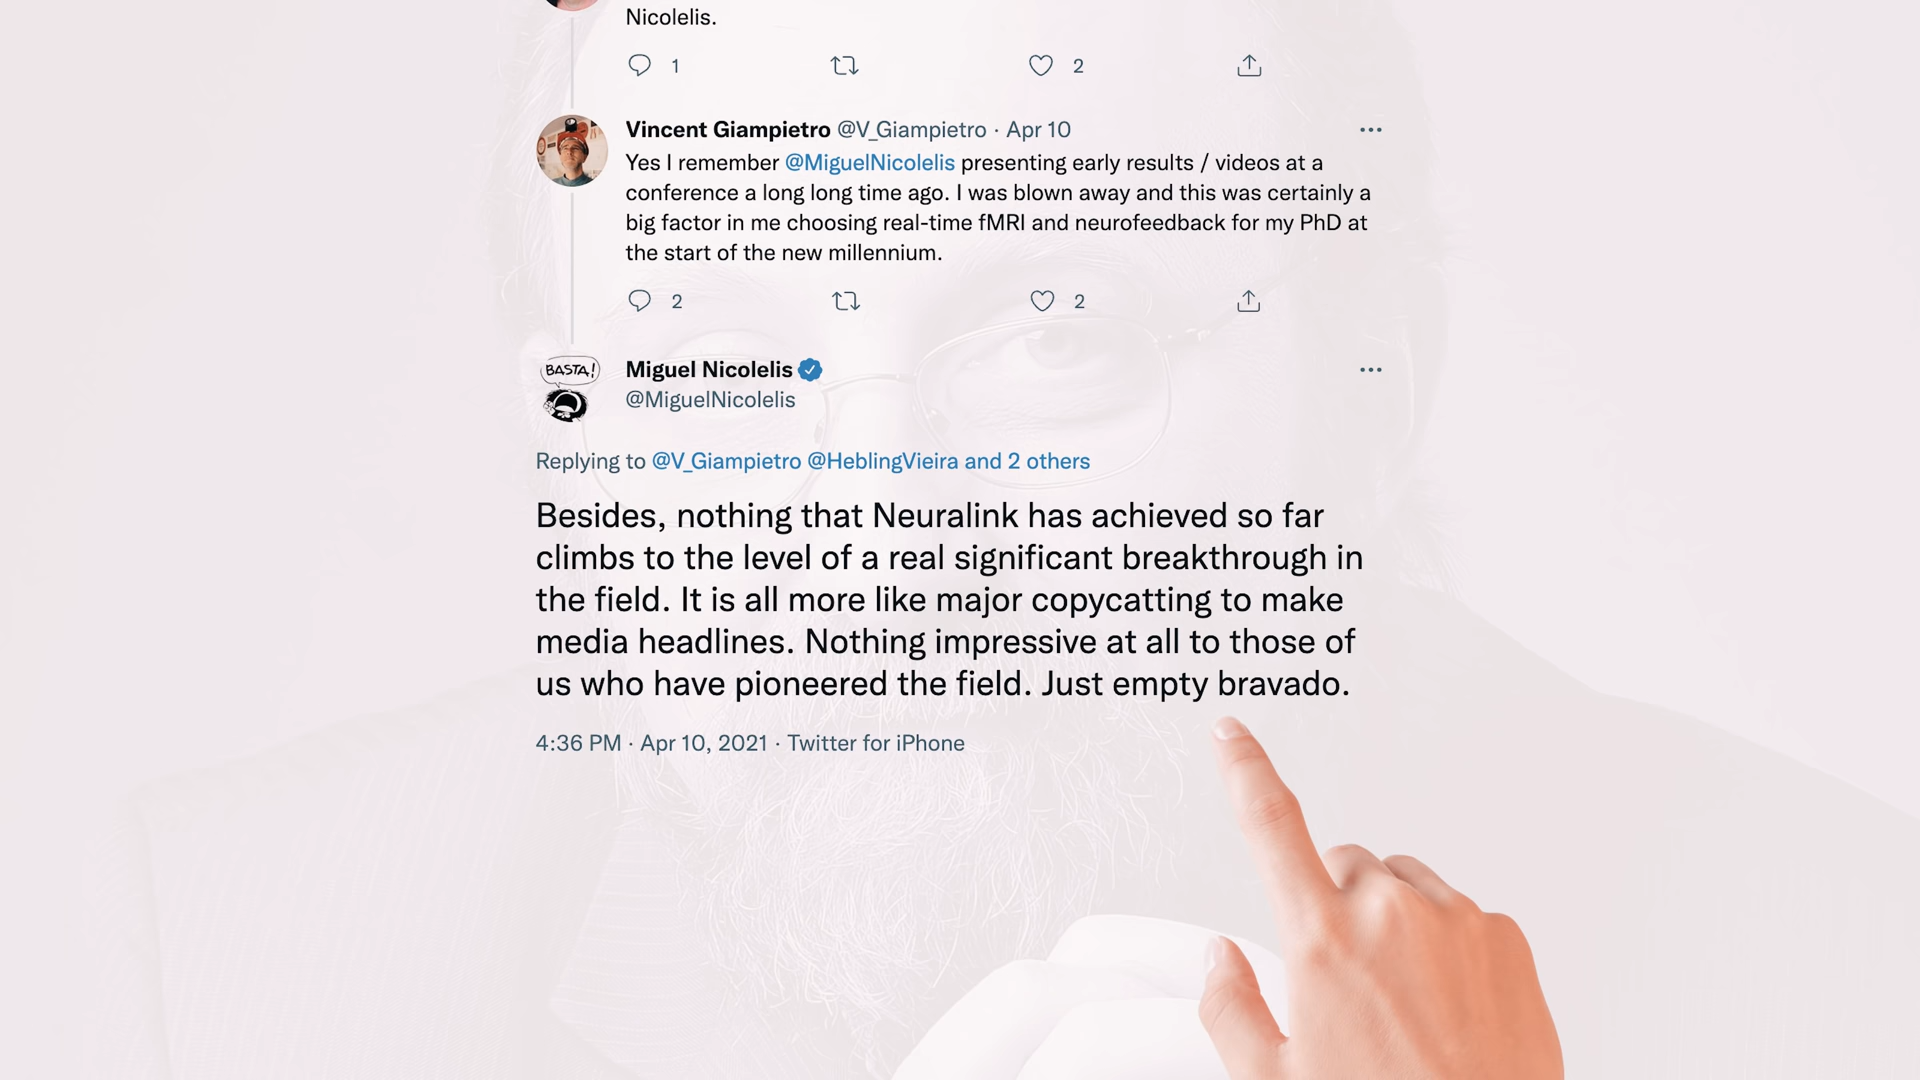 Nicolelis.
1 2
Vincent Giampietro @V_Giampietro · Apr 10
Yes I remember @MiguelNicolelis presenting early results / videos at a
conference a long long time ago. I was blown away and this was certainly a
big factor in me choosing real-time fMRI and neurofeedback for my PhD at
the start of the new millennium.
2 2
BASTA!
Miguel Nicolelis
@MiguelNicolelis
Replying to @V_Giampietro @HeblingVieira and 2 others
Besides, nothing that Neuralink has achieved so far
climbs to the level of a real significant breakthrough in
the field. It is all more like major copycatting to make
media headlines. Nothing impressive at all to those of
us who have pioneered the field. Just empty bravado.
4:36 PM · Apr 10, 2021 · Twitter for iPhone